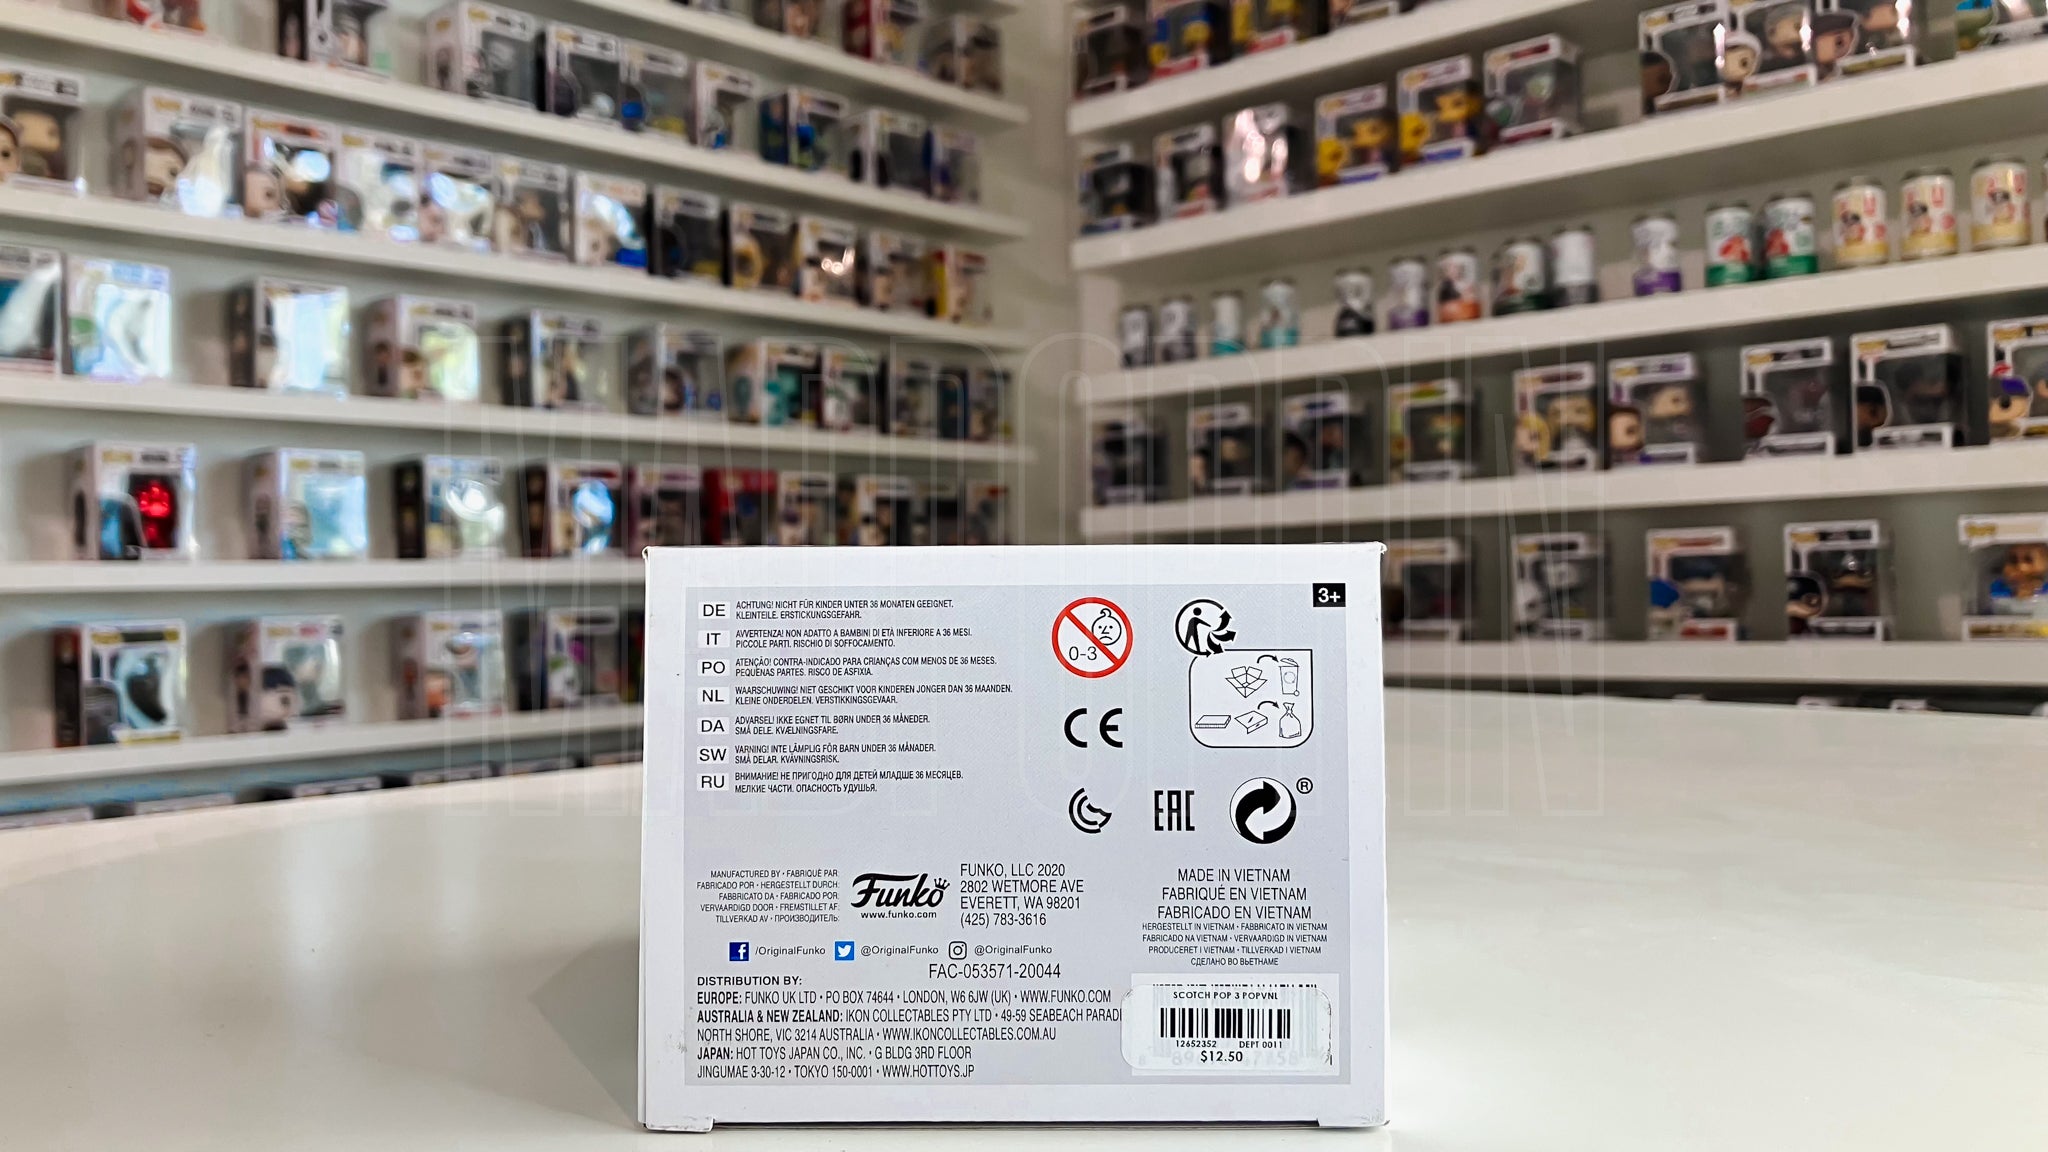 3+
DE ACHTUNG! NICHT FÜR KINDER UNTER 36 MONATEN GEEIGNET.
KLEINTEILE. ERSTICKUNGSGEFAHR.
IT AVVERTENZA! NON ADATTO A BAMBINI DI ETÀ INFERIORE A 36 MESI.
PICCOLE PARTI. RISCHIO DI SOFFOCAMENTO.
PO ATENÇÃO! CONTRA-INDICADO PARA CRIANÇAS COM MENOS DE 36 MESES.
PEQUENAS PARTES. RISCO DE ASFIXIA.
NL WAARSCHUWING! NIET GESCHIKT VOOR KINDEREN JONGER DAN 36 MAANDEN.
KLEINE ONDERDELEN. VERSTIKKINGSGEVAAR.
DA ADVARSEL! IKKE EGNET TIL BØRN UNDER 36 MÅNEDER.
SMÅ DELE. KVÆLNINGSFARE.
SW VARNING! INTE LÄMPLIG FÖR BARN UNDER 36 MÅNADER.
SMÅ DELAR. KVÄVNINGSRISK.
RU ВНИМАНИЕ! НЕ ПРИГОДНО ДЛЯ ДЕТЕЙ МЛАДШЕ 36 МЕСЯЦЕВ.
МЕЛКИЕ ЧАСТИ. ОПАСНОСТЬ УДУШЬЯ.
0-3
CE
EAC
®
MANUFACTURED BY • FABRIQUÉ PAR:
FABRICADO POR • HERGESTELLT DURCH:
FABBRICATO DA • FABRICADO POR:
VERVAARDIGD DOOR • FREMSTILLET AF:
TILLVERKAD AV • ПРОИЗВОДИТЕЛЬ:
Funko
www.funko.com
FUNKO, LLC 2020
2802 WETMORE AVE
EVERETT, WA 98201
(425) 783-3616
MADE IN VIETNAM
FABRIQUÉ EN VIETNAM
FABRICADO EN VIETNAM
HERGESTELLT IN VIETNAM • FABBRICATO IN VIETNAM
FABRICADO NA VIETNAM • VERVAARDIGD IN VIETNAM
PRODUCERET I VIETNAM • TILLVERKAD I VIETNAM
СДЕЛАНО ВО ВЬЕТНАМЕ
/OriginalFunko @OriginalFunko @OriginalFunko
FAC-053571-20044
DISTRIBUTION BY:
EUROPE: FUNKO UK LTD • PO BOX 74644 • LONDON, W6 6JW (UK) • WWW.FUNKO.COM
AUSTRALIA & NEW ZEALAND: IKON COLLECTABLES PTY LTD • 49-59 SEABEACH PARAD
NORTH SHORE, VIC 3214 AUSTRALIA • WWW.IKONCOLLECTABLES.COM.AU
JAPAN: HOT TOYS JAPAN CO., INC. • G BLDG 3RD FLOOR
JINGUMAE 3-30-12 • TOKYO 150-0001 • WWW.HOTTOYS.JP
SCOTCH POP 3 POPVNL
12652352 DEPT 0011
$12.50